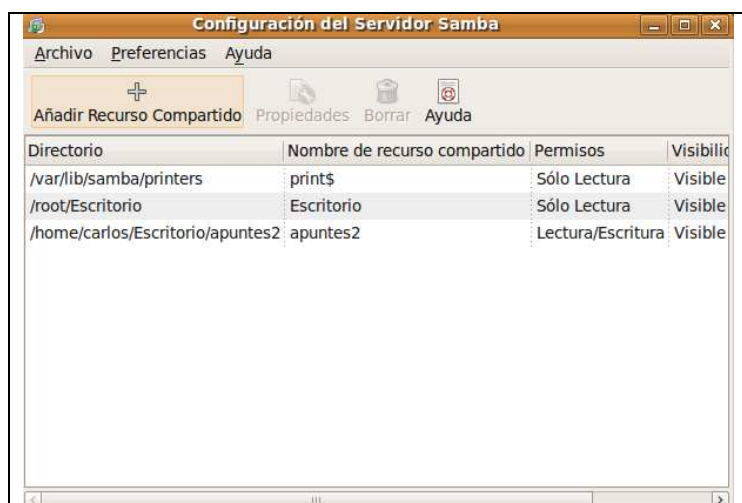 Configuración del Servidor Samba
Archivo Preferencias Ayuda
Añadir Recurso Compartido Propiedades Borrar Ayuda
Directorio Nombre de recurso compartido Permisos Visibilid
/var/lib/samba/printers print$ Sólo Lectura Visible
/root/Escritorio Escritorio Sólo Lectura Visible
/home/carlos/Escritorio/apuntes2 apuntes2 Lectura/Escritura Visible